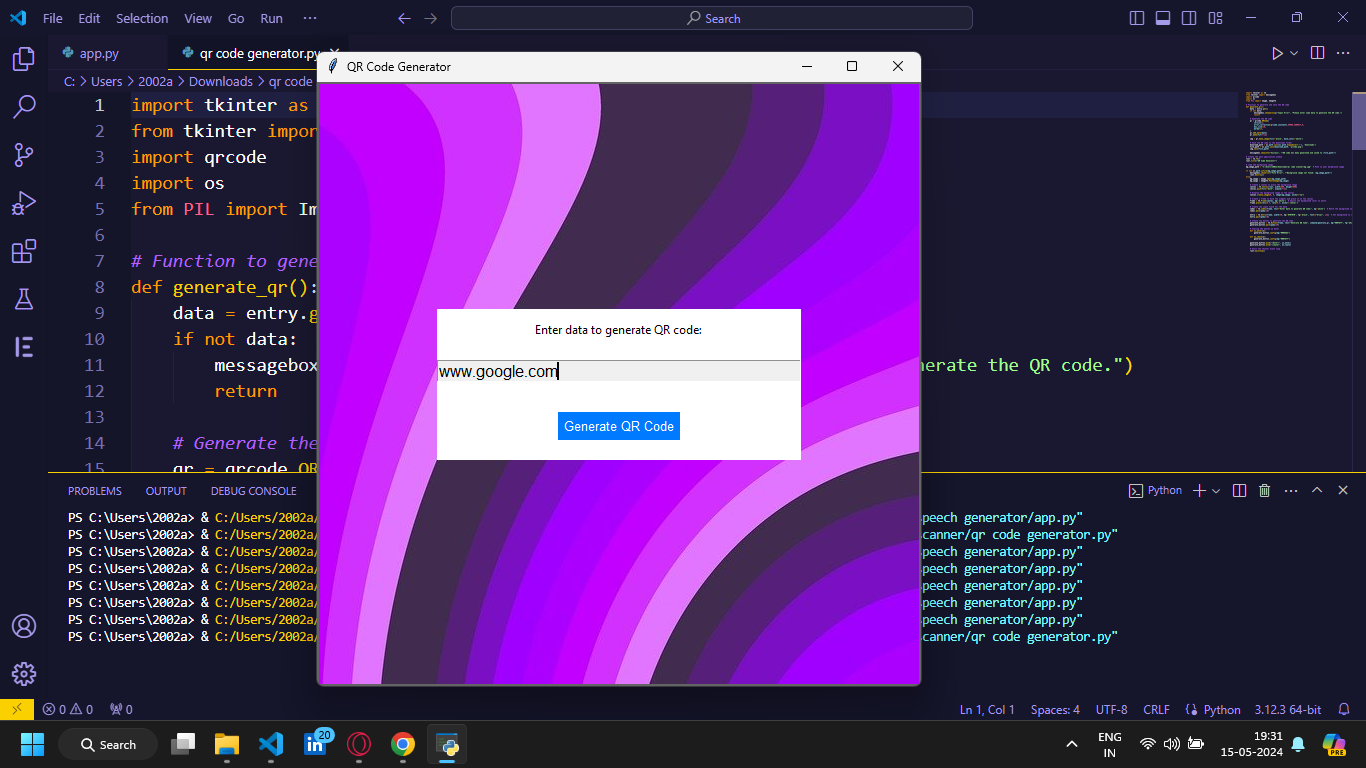 File Edit Selection View Go Run ··· Search
app.py qr code generator.py
C: > Users > 2002a > Downloads > qr code
QR Code Generator
1 import tkinter as
2 from tkinter impor
3 import qrcode
4 import os
5 from PIL import Im
6
7 # Function to gene
8 def generate_qr():
9 data = entry.g
10 if not data:
11 messagebox nerate the QR code.")
12 return
13
14 # Generate the
15 qr = qrcode.QR
Enter data to generate QR code:
www.google.com
Generate QR Code
PROBLEMS OUTPUT DEBUG CONSOLE Python
PS C:\Users\2002a> & C:/Users/2002a/ peech generator/app.py"
PS C:\Users\2002a> & C:/Users/2002a/ canner/qr code generator.py"
PS C:\Users\2002a> & C:/Users/2002a/ peech generator/app.py"
PS C:\Users\2002a> & C:/Users/2002a/ peech generator/app.py"
PS C:\Users\2002a> & C:/Users/2002a/ peech generator/app.py"
PS C:\Users\2002a> & C:/Users/2002a/ peech generator/app.py"
PS C:\Users\2002a> & C:/Users/2002a/ peech generator/app.py"
PS C:\Users\2002a> & C:/Users/2002a/ canner/qr code generator.py"
0 0 0 Ln 1, Col 1 Spaces: 4 UTF-8 CRLF Python 3.12.3 64-bit
Search 20 ENG 19:31
IN 15-05-2024 PRE